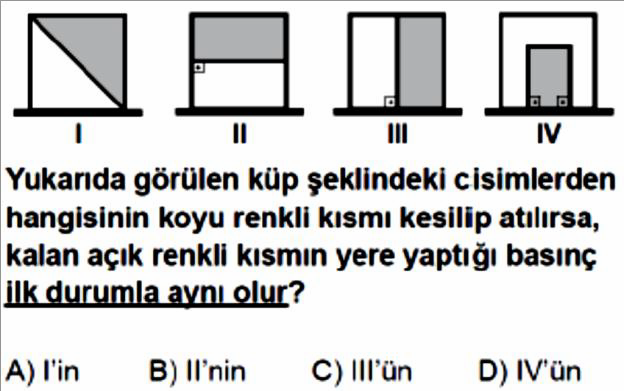 I II III IV
Yukarıda görülen küp şeklindeki cisimlerden
hangisinin koyu renkli kısmı kesilip atılırsa,
kalan açık renkli kısmın yere yaptığı basınç
ilk durumla aynı olur?
A) I'in B) II'nin C) III'ün D) IV'ün